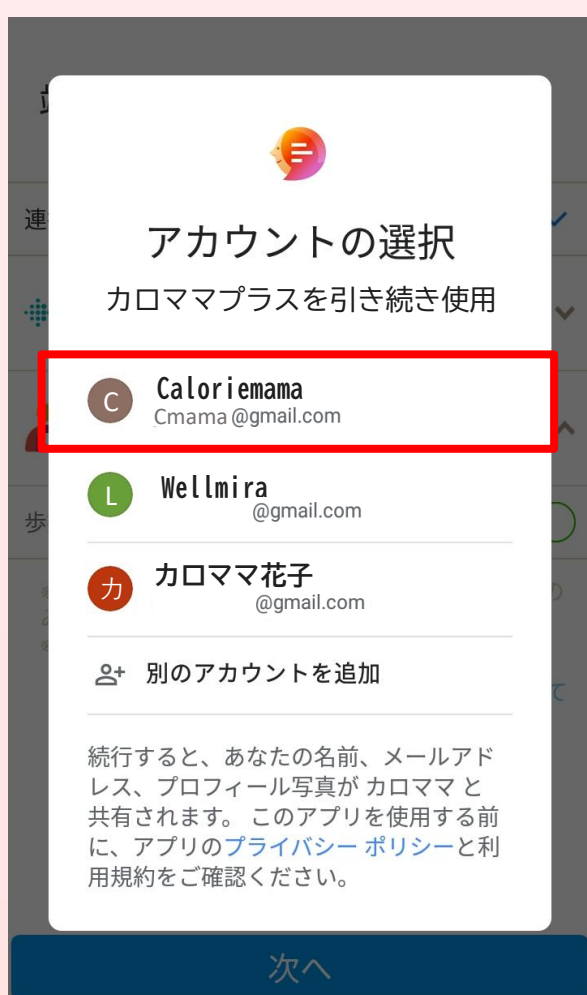 連
アカウントの選択
カロママプラスを引き続き使用
C
Caloriemama
Cmama@gmail.com
L
Wellmira
@gmail.com
歩
カ
カロママ花子
@gmail.com
の
別のアカウントを追加
て
続行すると、あなたの名前、メールアド
レス、プロフィール写真が カロママ と
共有されます。 このアプリを使用する前
に、アプリのプライバシー ポリシーと利
用規約をご確認ください。
次へ